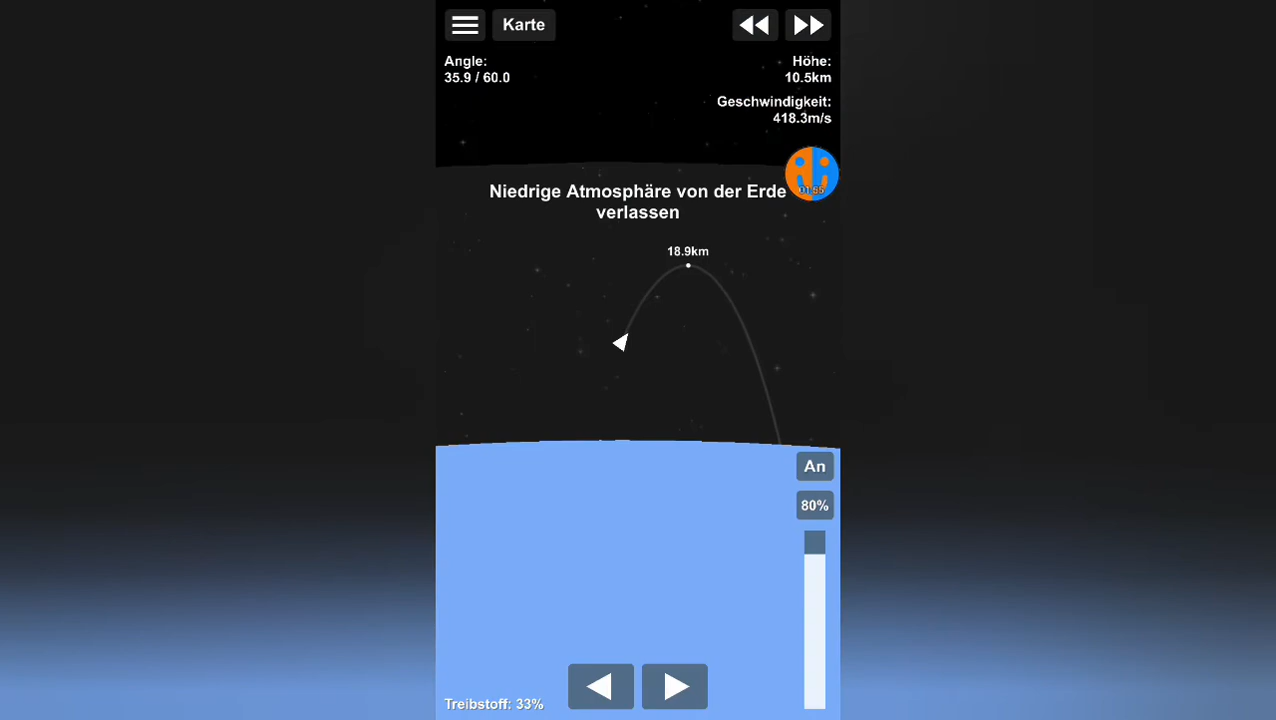 Karte
Angle:
35.9 / 60.0
Höhe:
10.5km
Geschwindigkeit:
418.3m/s
Niedrige Atmosphäre von der Erde
verlassen
18.9km
An
80%
Treibstoff: 33%